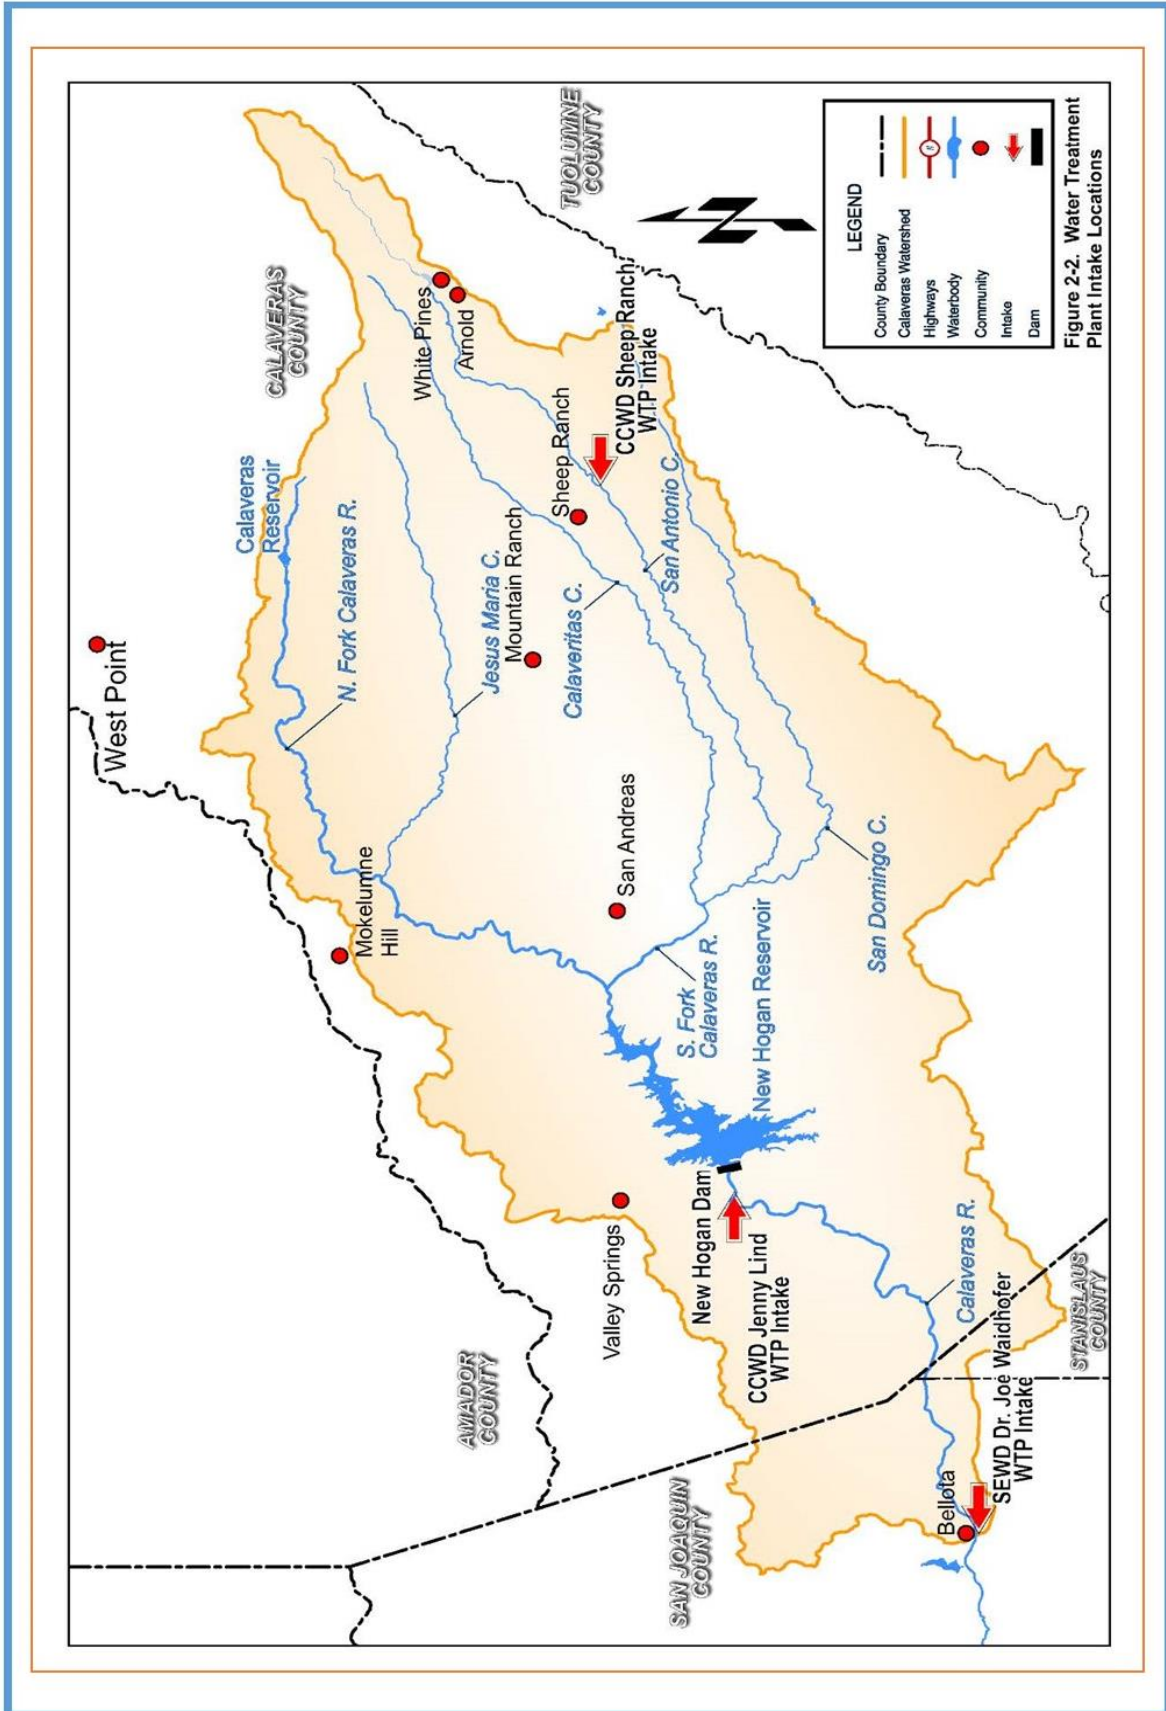 West Point
CALAVERAS
COUNTY
TUOLUMNE
COUNTY
Calaveras
Reservoir
N. Fork Calaveras R.
Mokelumne
Hill
Jesus Maria C.
White Pines
Arnold
AMADOR
COUNTY
Mountain Ranch
Sheep Ranch
CCWD Sheep Ranch
WTP Intake
Calaveritas C.
San Andreas
Valley Springs
San Antonio C.
S. Fork
Calaveras R.
New Hogan Dam
New Hogan Reservoir
CCWD Jenny Lind
WTP Intake
SAN JOAQUIN
COUNTY
San Domingo C.
Calaveras R.
Bellota
SEWD Dr. Joe Waidhofer
WTP Intake
STANISLAUS
COUNTY
LEGEND
County Boundary
Calaveras Watershed
Highways
Waterbody
Community
Intake
Dam
Figure 2-2. Water Treatment
Plant Intake Locations